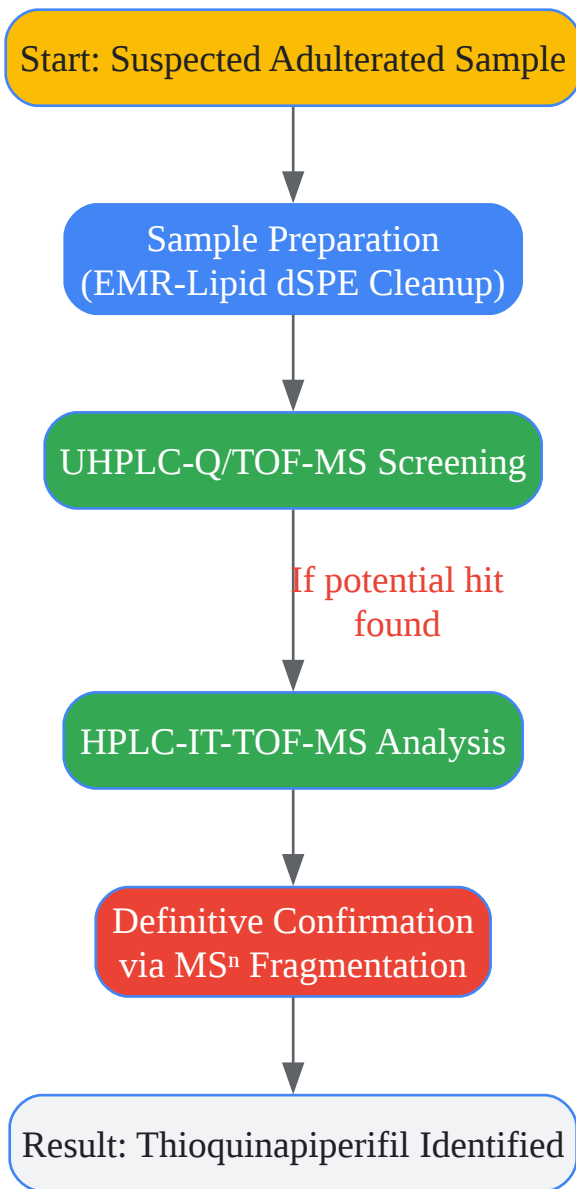 Start: Suspected Adulterated Sample
Sample Preparation
(EMR-Lipid dSPE Cleanup)
UHPLC-Q/TOF-MS Screening
If potential hit
found
HPLC-IT-TOF-MS Analysis
Definitive Confirmation
via MSⁿ Fragmentation
Result: Thioquinapiperifil Identified